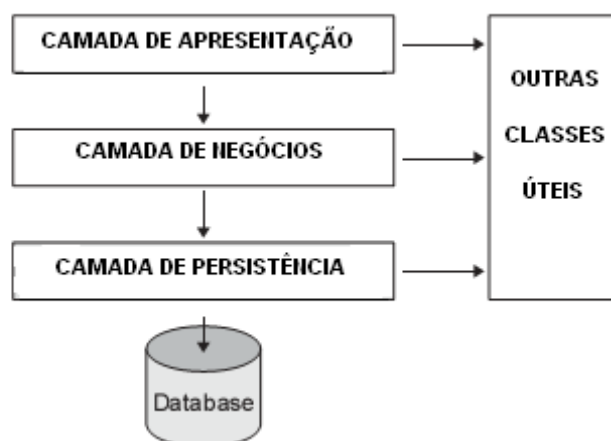 CAMADA DE APRESENTAÇÃO
CAMADA DE NEGÓCIOS
CAMADA DE PERSISTÊNCIA
OUTRAS
CLASSES
ÚTEIS
Database